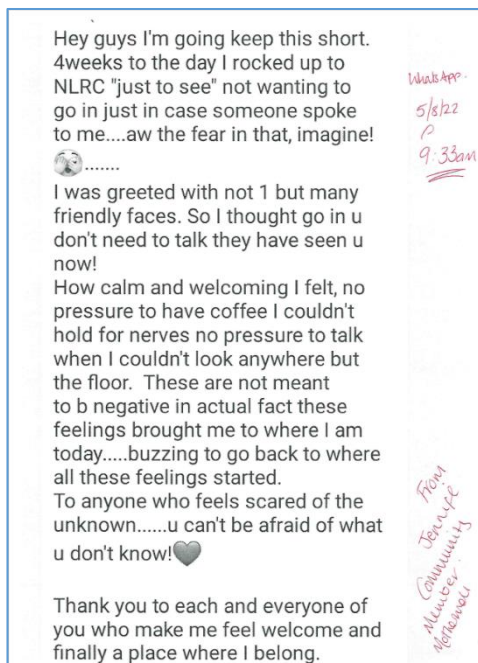 Hey guys I'm going keep this short.
4weeks to the day I rocked up to
NLRC "just to see" not wanting to
go in just in case someone spoke
to me....aw the fear in that, imagine!
.......
I was greeted with not 1 but many
friendly faces. So I thought go in u
don't need to talk they have seen u
now!
How calm and welcoming I felt, no
pressure to have coffee I couldn't
hold for nerves no pressure to talk
when I couldn't look anywhere but
the floor.  These are not meant
to b negative in actual fact these
feelings brought me to where I am
today.....buzzing to go back to where
all these feelings started.
To anyone who feels scared of the
unknown......u can't be afraid of what
u don't know!🖤
Thank you to each and everyone of
you who make me feel welcome and
finally a place where I belong.
WhatsApp.
5/8/22
@
9:33am
From
Community
Member.